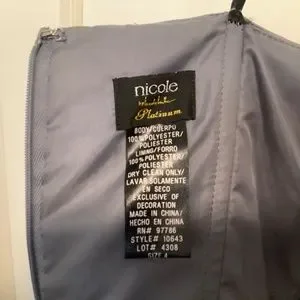 nicole
Platinum
BODY/CUERPO
100%POLYESTER/
POLIESTER
LINING/FORRO
100%POLYESTER/
POLIESTER
DRY CLEAN ONLY/
LAVAR SOLAMENTE
EN SECO
EXCLUSIVE OF
DECORATION
MADE IN CHINA/
HECHO EN CHINA
RN# 97786
STYLE# 10643
LOT# 4308
SIZE 4